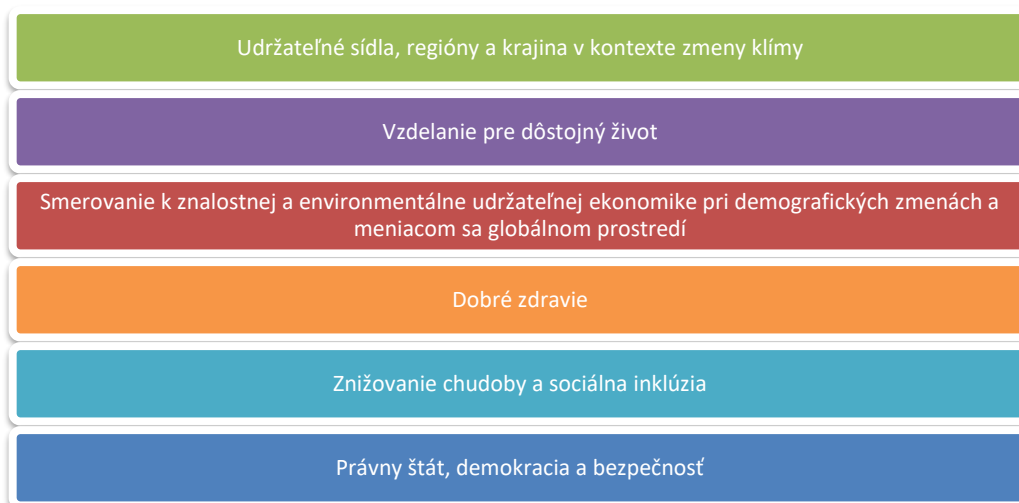 Udržateľné sídla, regióny a krajina v kontexte zmeny klímy
Vzdelanie pre dôstojný život
Smerovanie k znalostnej a environmentálne udržateľnej ekonomike pri demografických zmenách a
meniacom sa globálnom prostredí
Dobré zdravie
Znižovanie chudoby a sociálna inklúzia
Právny štát, demokracia a bezpečnosť